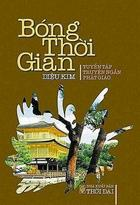 Bóng
Thời
Gian
DIỆU KIM
TUYỂN TẬP
TRUYỆN NGẮN
PHẬT GIÁO
NHÀ XUẤT BẢN
THỜI ĐẠI